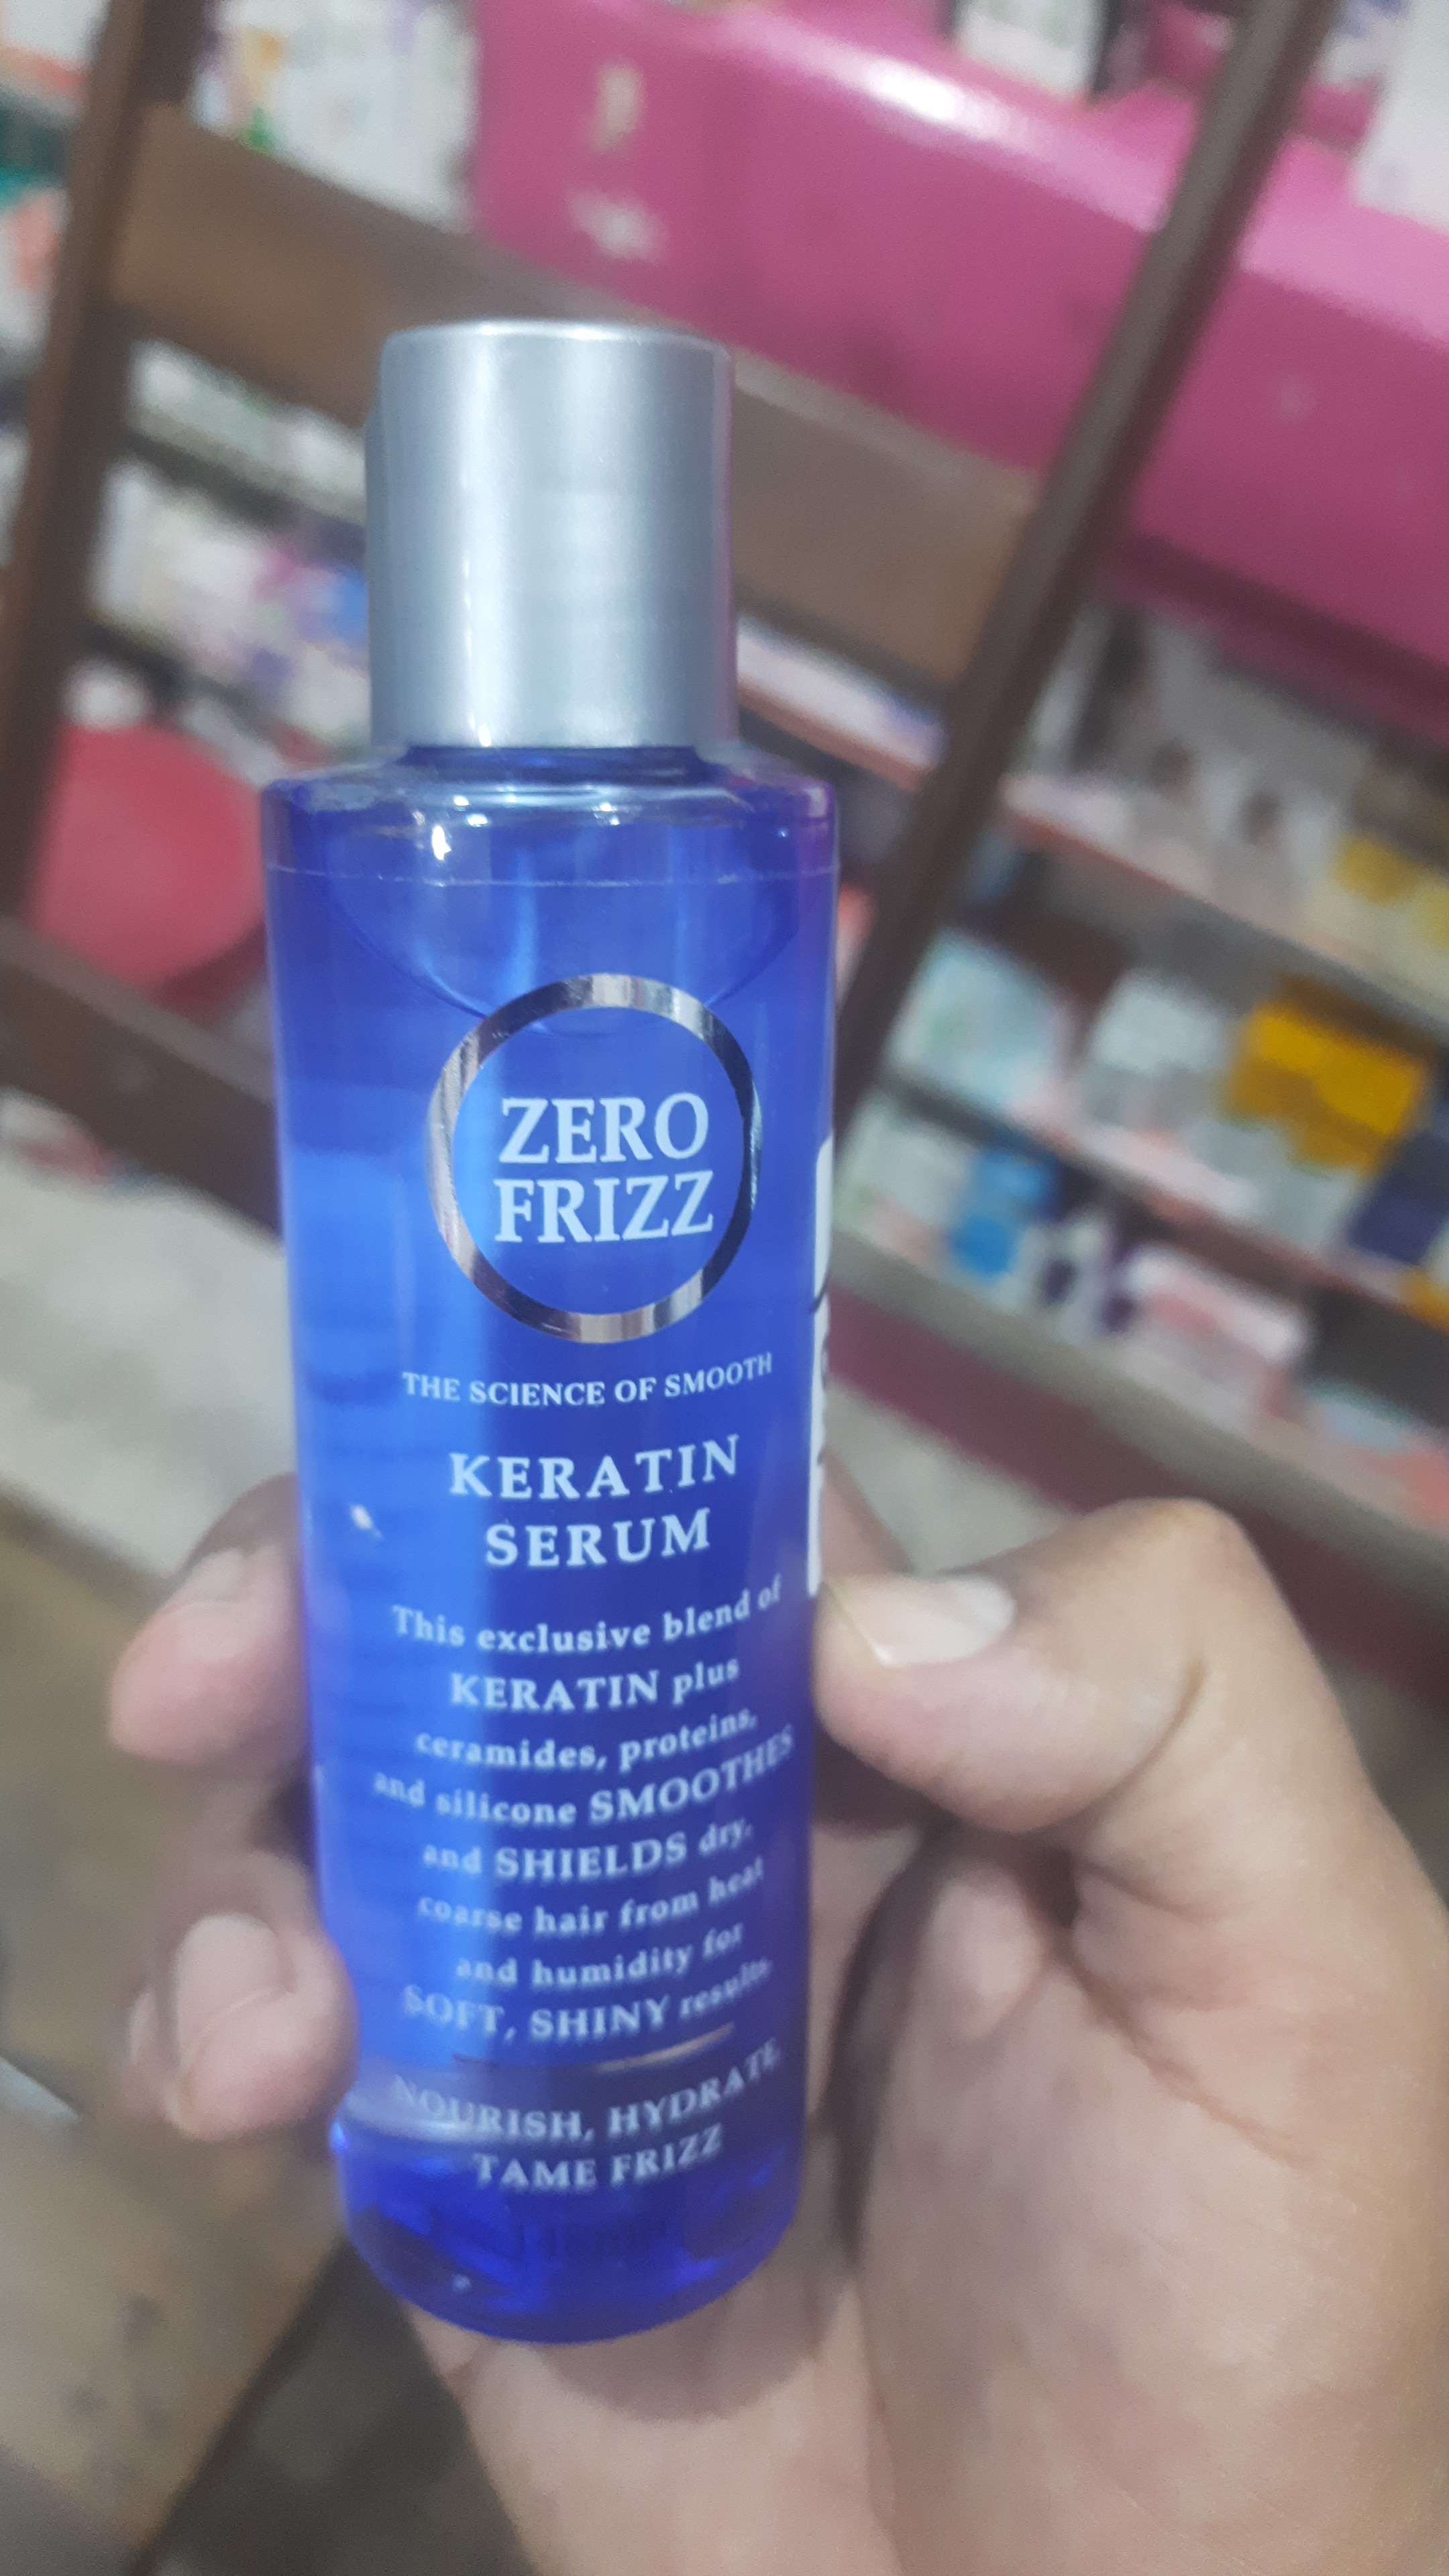 ZERO
FRIZZ
THE SCIENCE OF SMOOTH
KERATIN
SERUM
This exclusive blend of
KERATIN plus
ceramides, proteins,
and silicone SMOOTHES
and SHIELDS dry,
coarse hair from heat
and humidity for
SOFT, SHINY results.
NOURISH, HYDRATE,
TAME FRIZZ